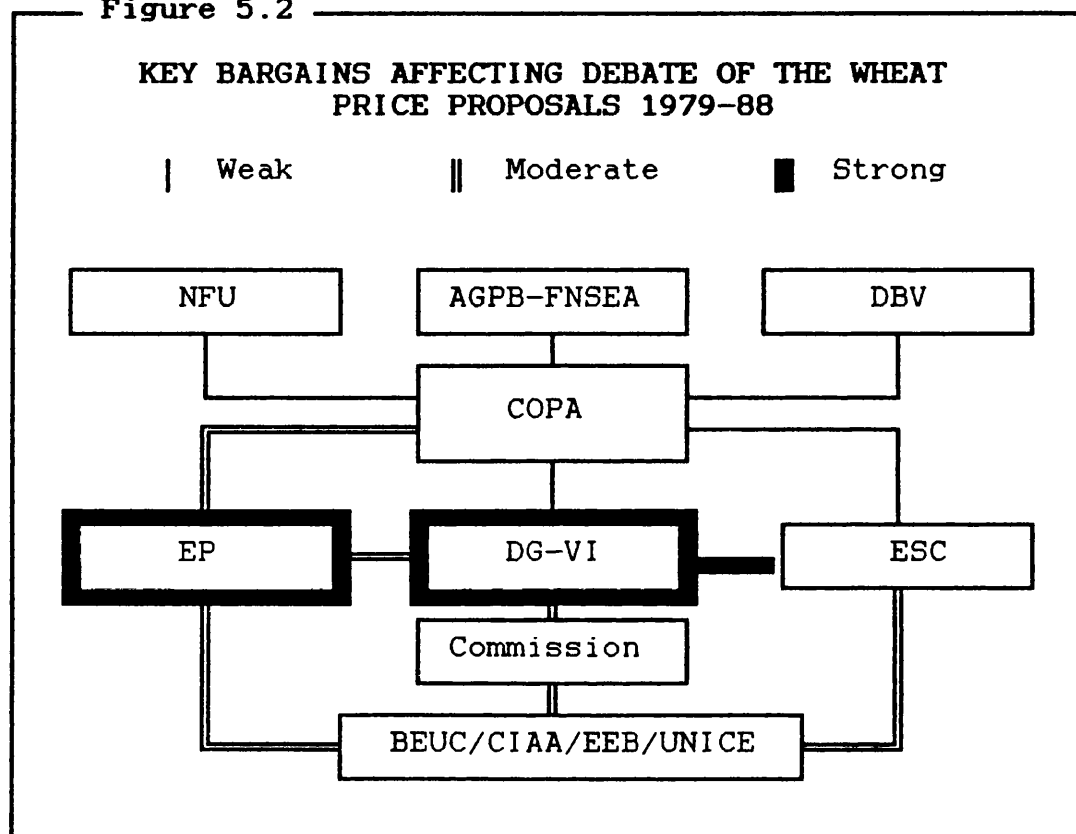 Figure 5.2
KEY BARGAINS AFFECTING DEBATE OF THE WHEAT
PRICE PROPOSALS 1979-88
Weak Moderate Strong
NFU AGPB-FNSEA DBV
COPA
EP DG-VI ESC
Commission
BEUC/CIAA/EEB/UNICE